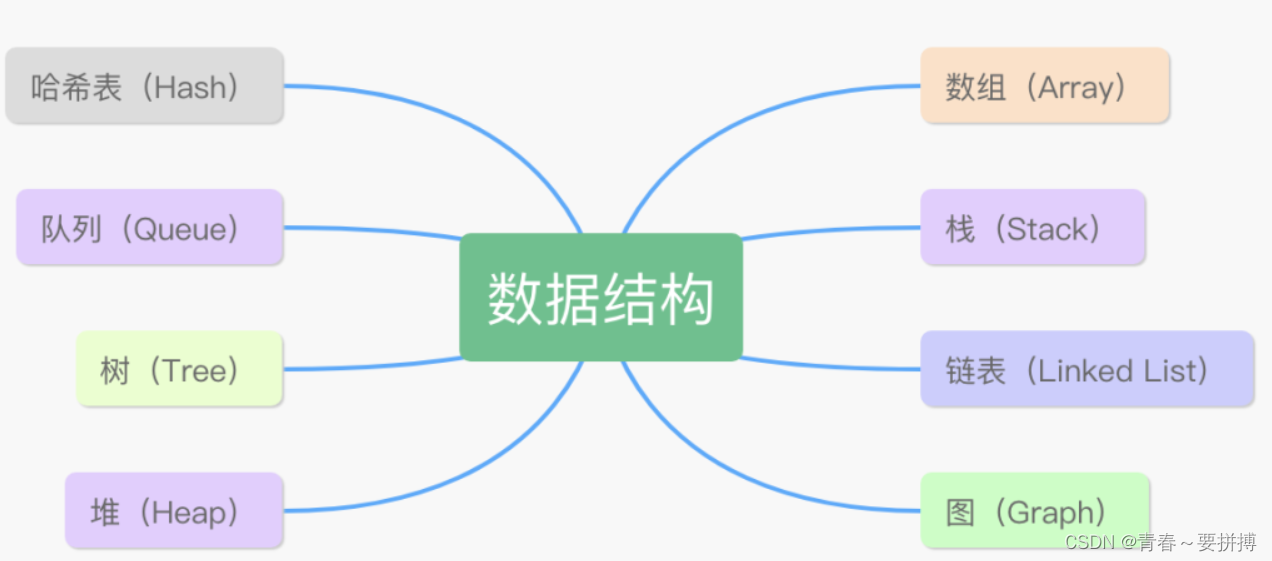 哈希表（Hash）
数组（Array）
队列（Queue）
栈（Stack）
数据结构
树（Tree）
链表（Linked List）
堆（Heap）
图（Graph）
CSDN @青春～要拼搏